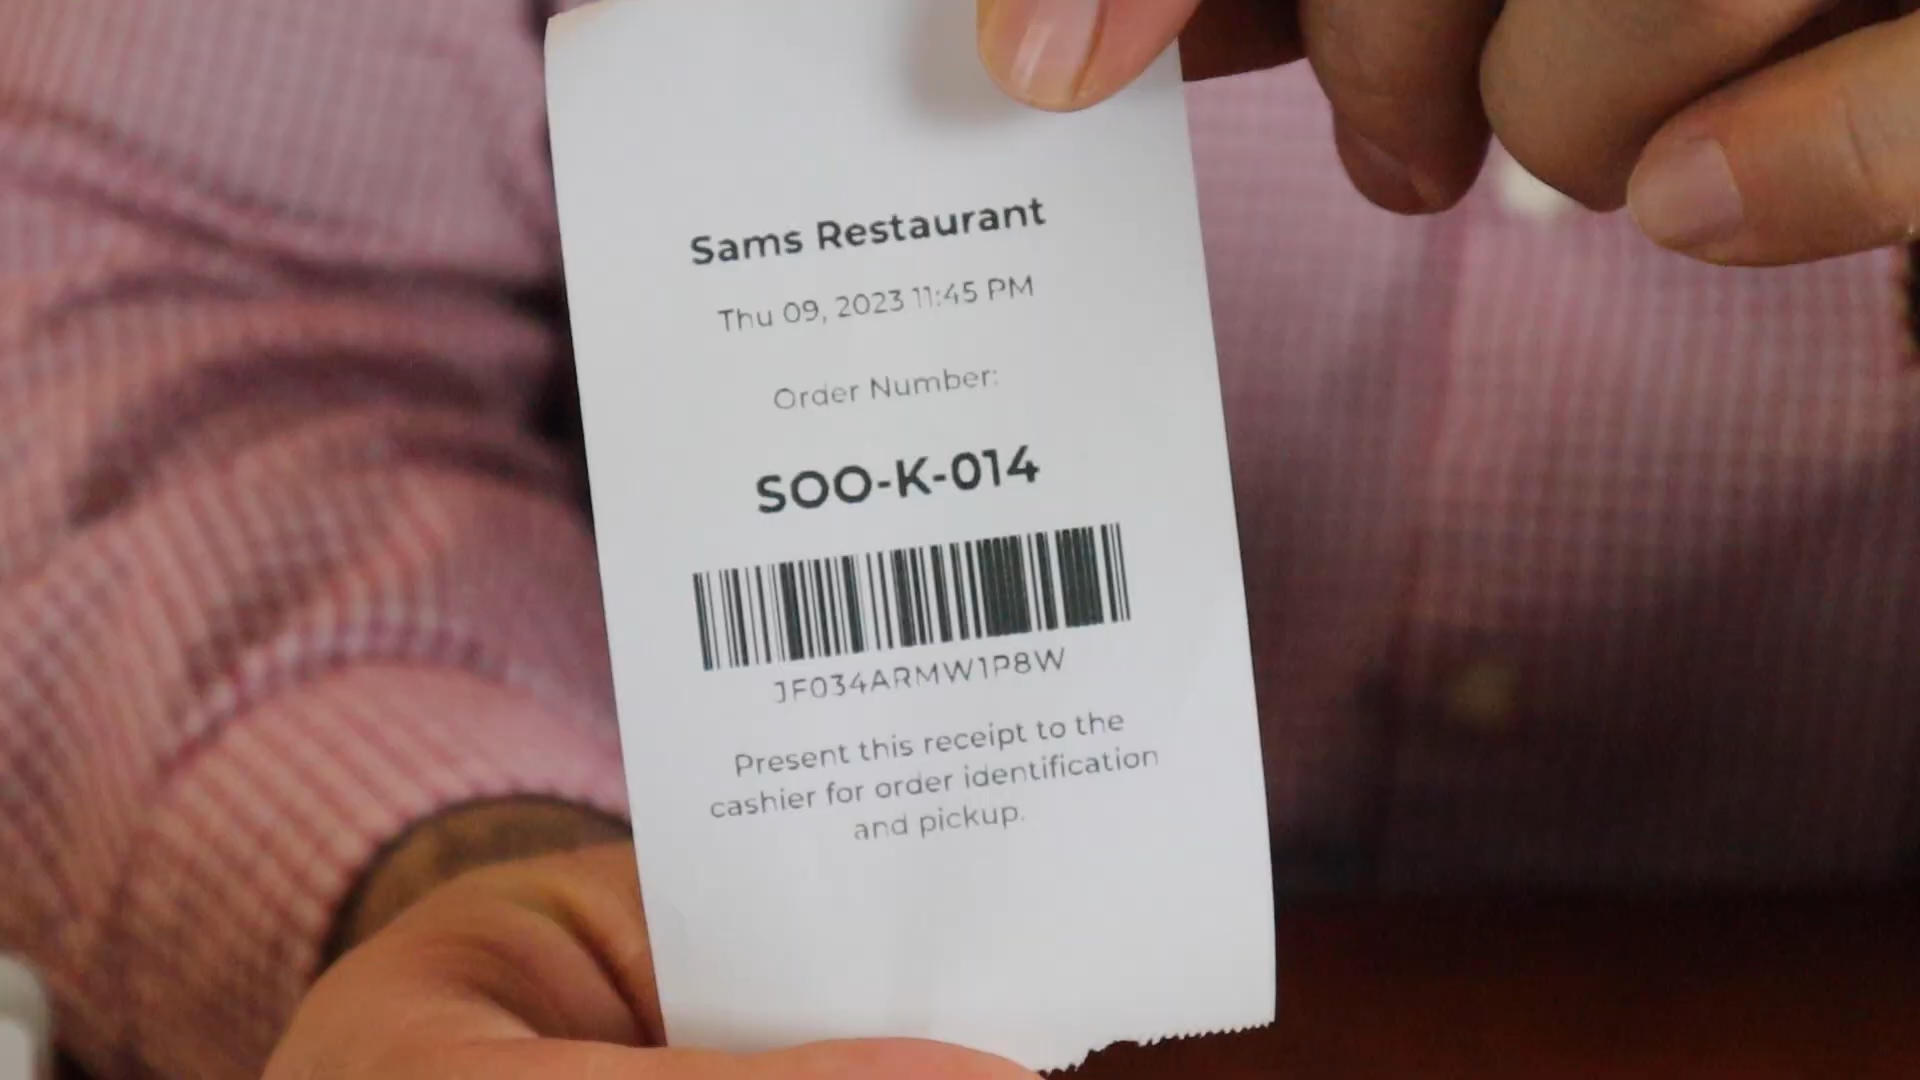 Sams Restaurant
Thu 09, 2023 11:45 PM
Order Number:
SOO-K-014
JF034ARMW1P8W
Present this receipt to the
cashier for order identification
and pickup.